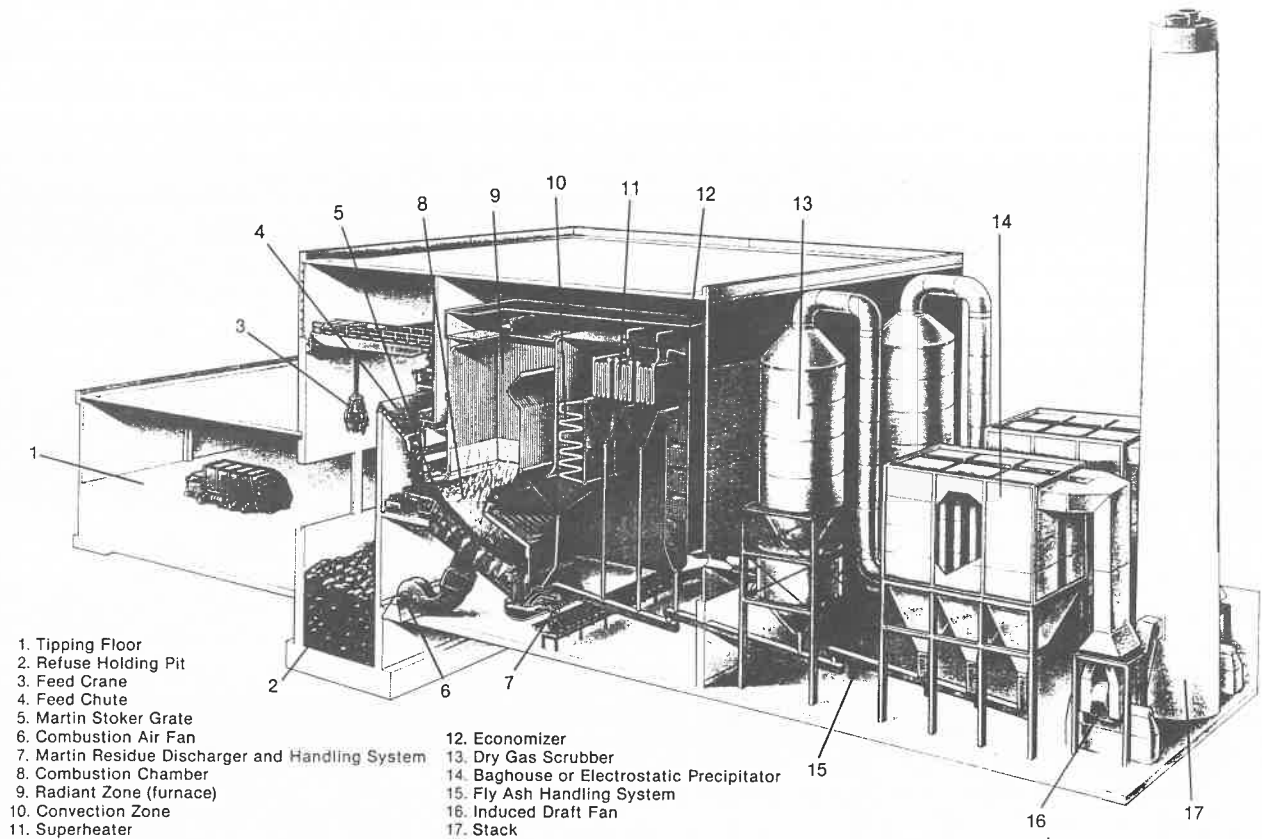 10
11
9
12
8
13
5
14
4
3
1
2
6
7
15
16
17
1. Tipping Floor
2. Refuse Holding Pit
3. Feed Crane
4. Feed Chute
5. Martin Stoker Grate
6. Combustion Air Fan
7. Martin Residue Discharger and Handling System
8. Combustion Chamber
9. Radiant Zone (furnace)
10. Convection Zone
11. Superheater
12. Economizer
13. Dry Gas Scrubber
14. Baghouse or Electrostatic Precipitator
15. Fly Ash Handling System
16. Induced Draft Fan
17. Stack